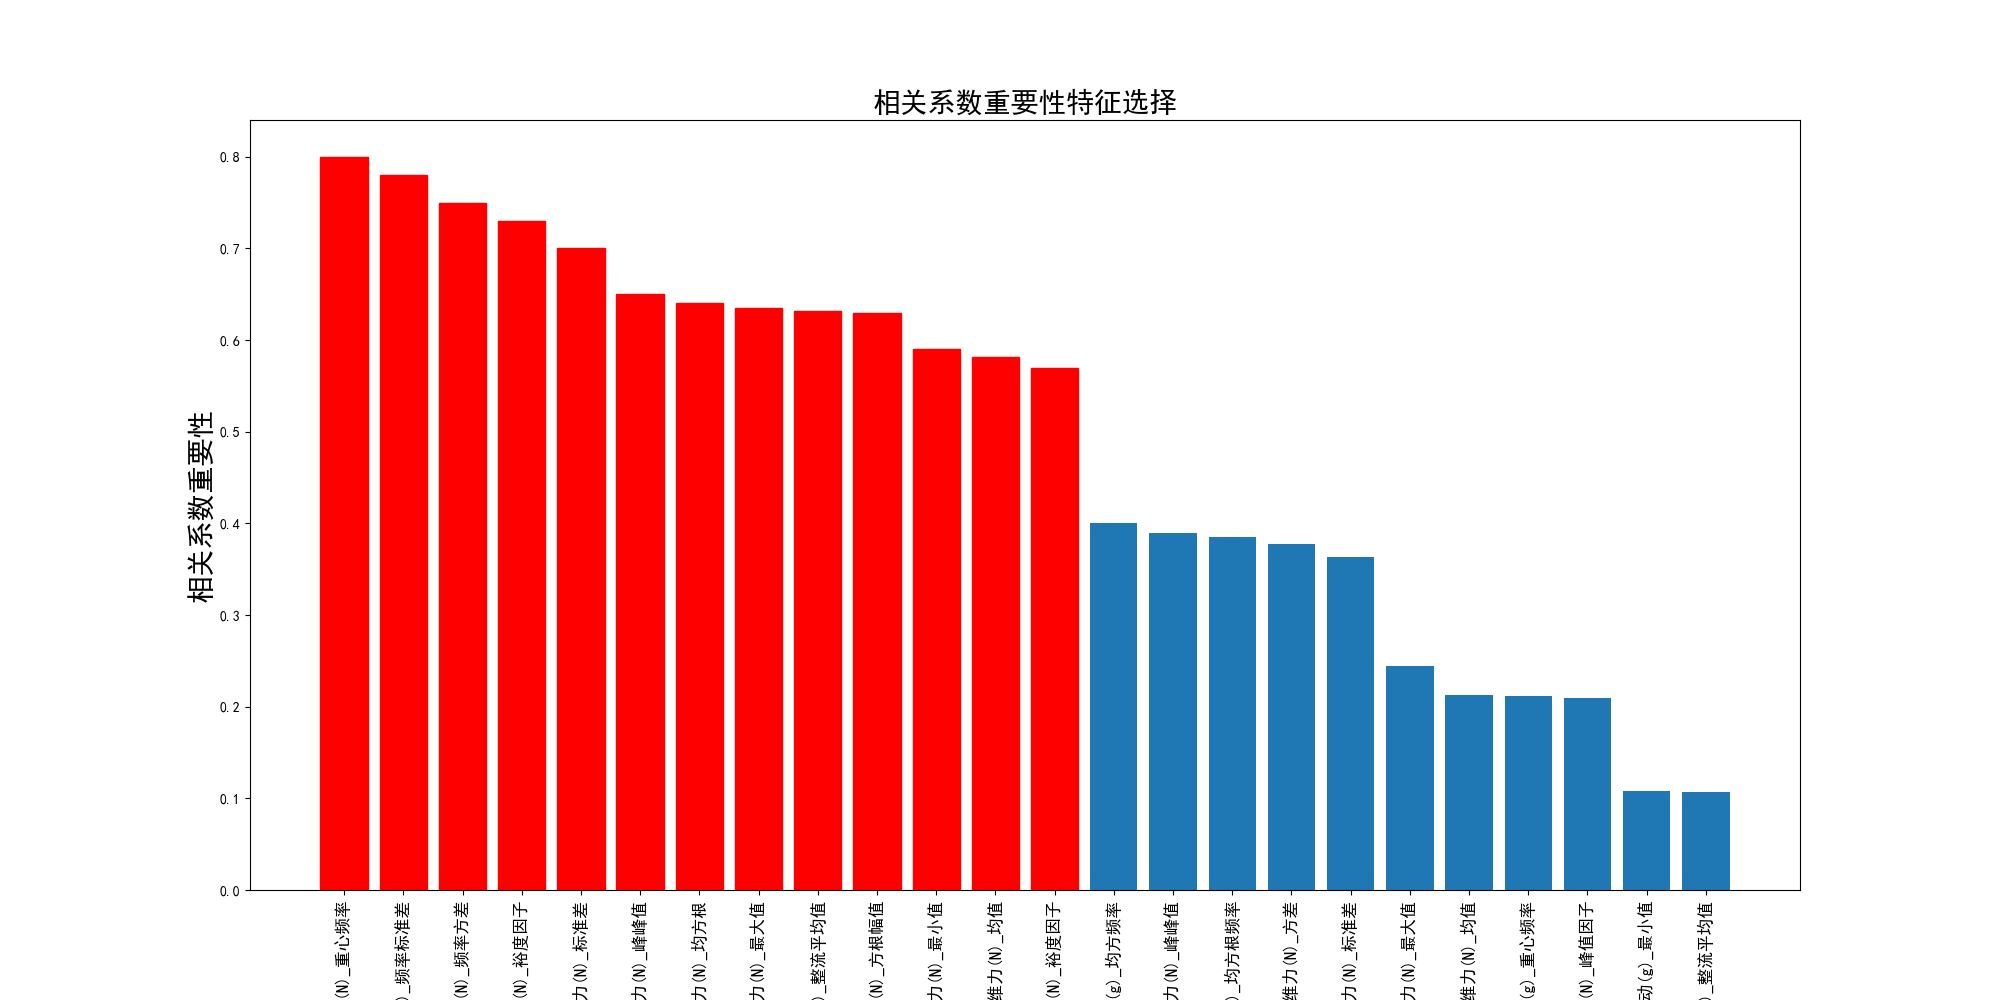 相关系数重要性特征选择
相关系数重要性
0.8
0.7
0.6
0.5
0.4
0.3
0.2
0.1
0.0
(N)_重心频率
)_频率标准差
(N)_频率方差
(N)_裕度因子
力(N)_标准差
力(N)_峰峰值
力(N)_均方根
力(N)_最大值
)_整流平均值
(N)_方根幅值
力(N)_最小值
维力(N)_均值
(N)_裕度因子
(g)_均方频率
力(N)_峰峰值
)_均方根频率
维力(N)_方差
力(N)_标准差
力(N)_最大值
维力(N)_均值
(g)_重心频率
(N)_峰值因子
动(g)_最小值
)_整流平均值